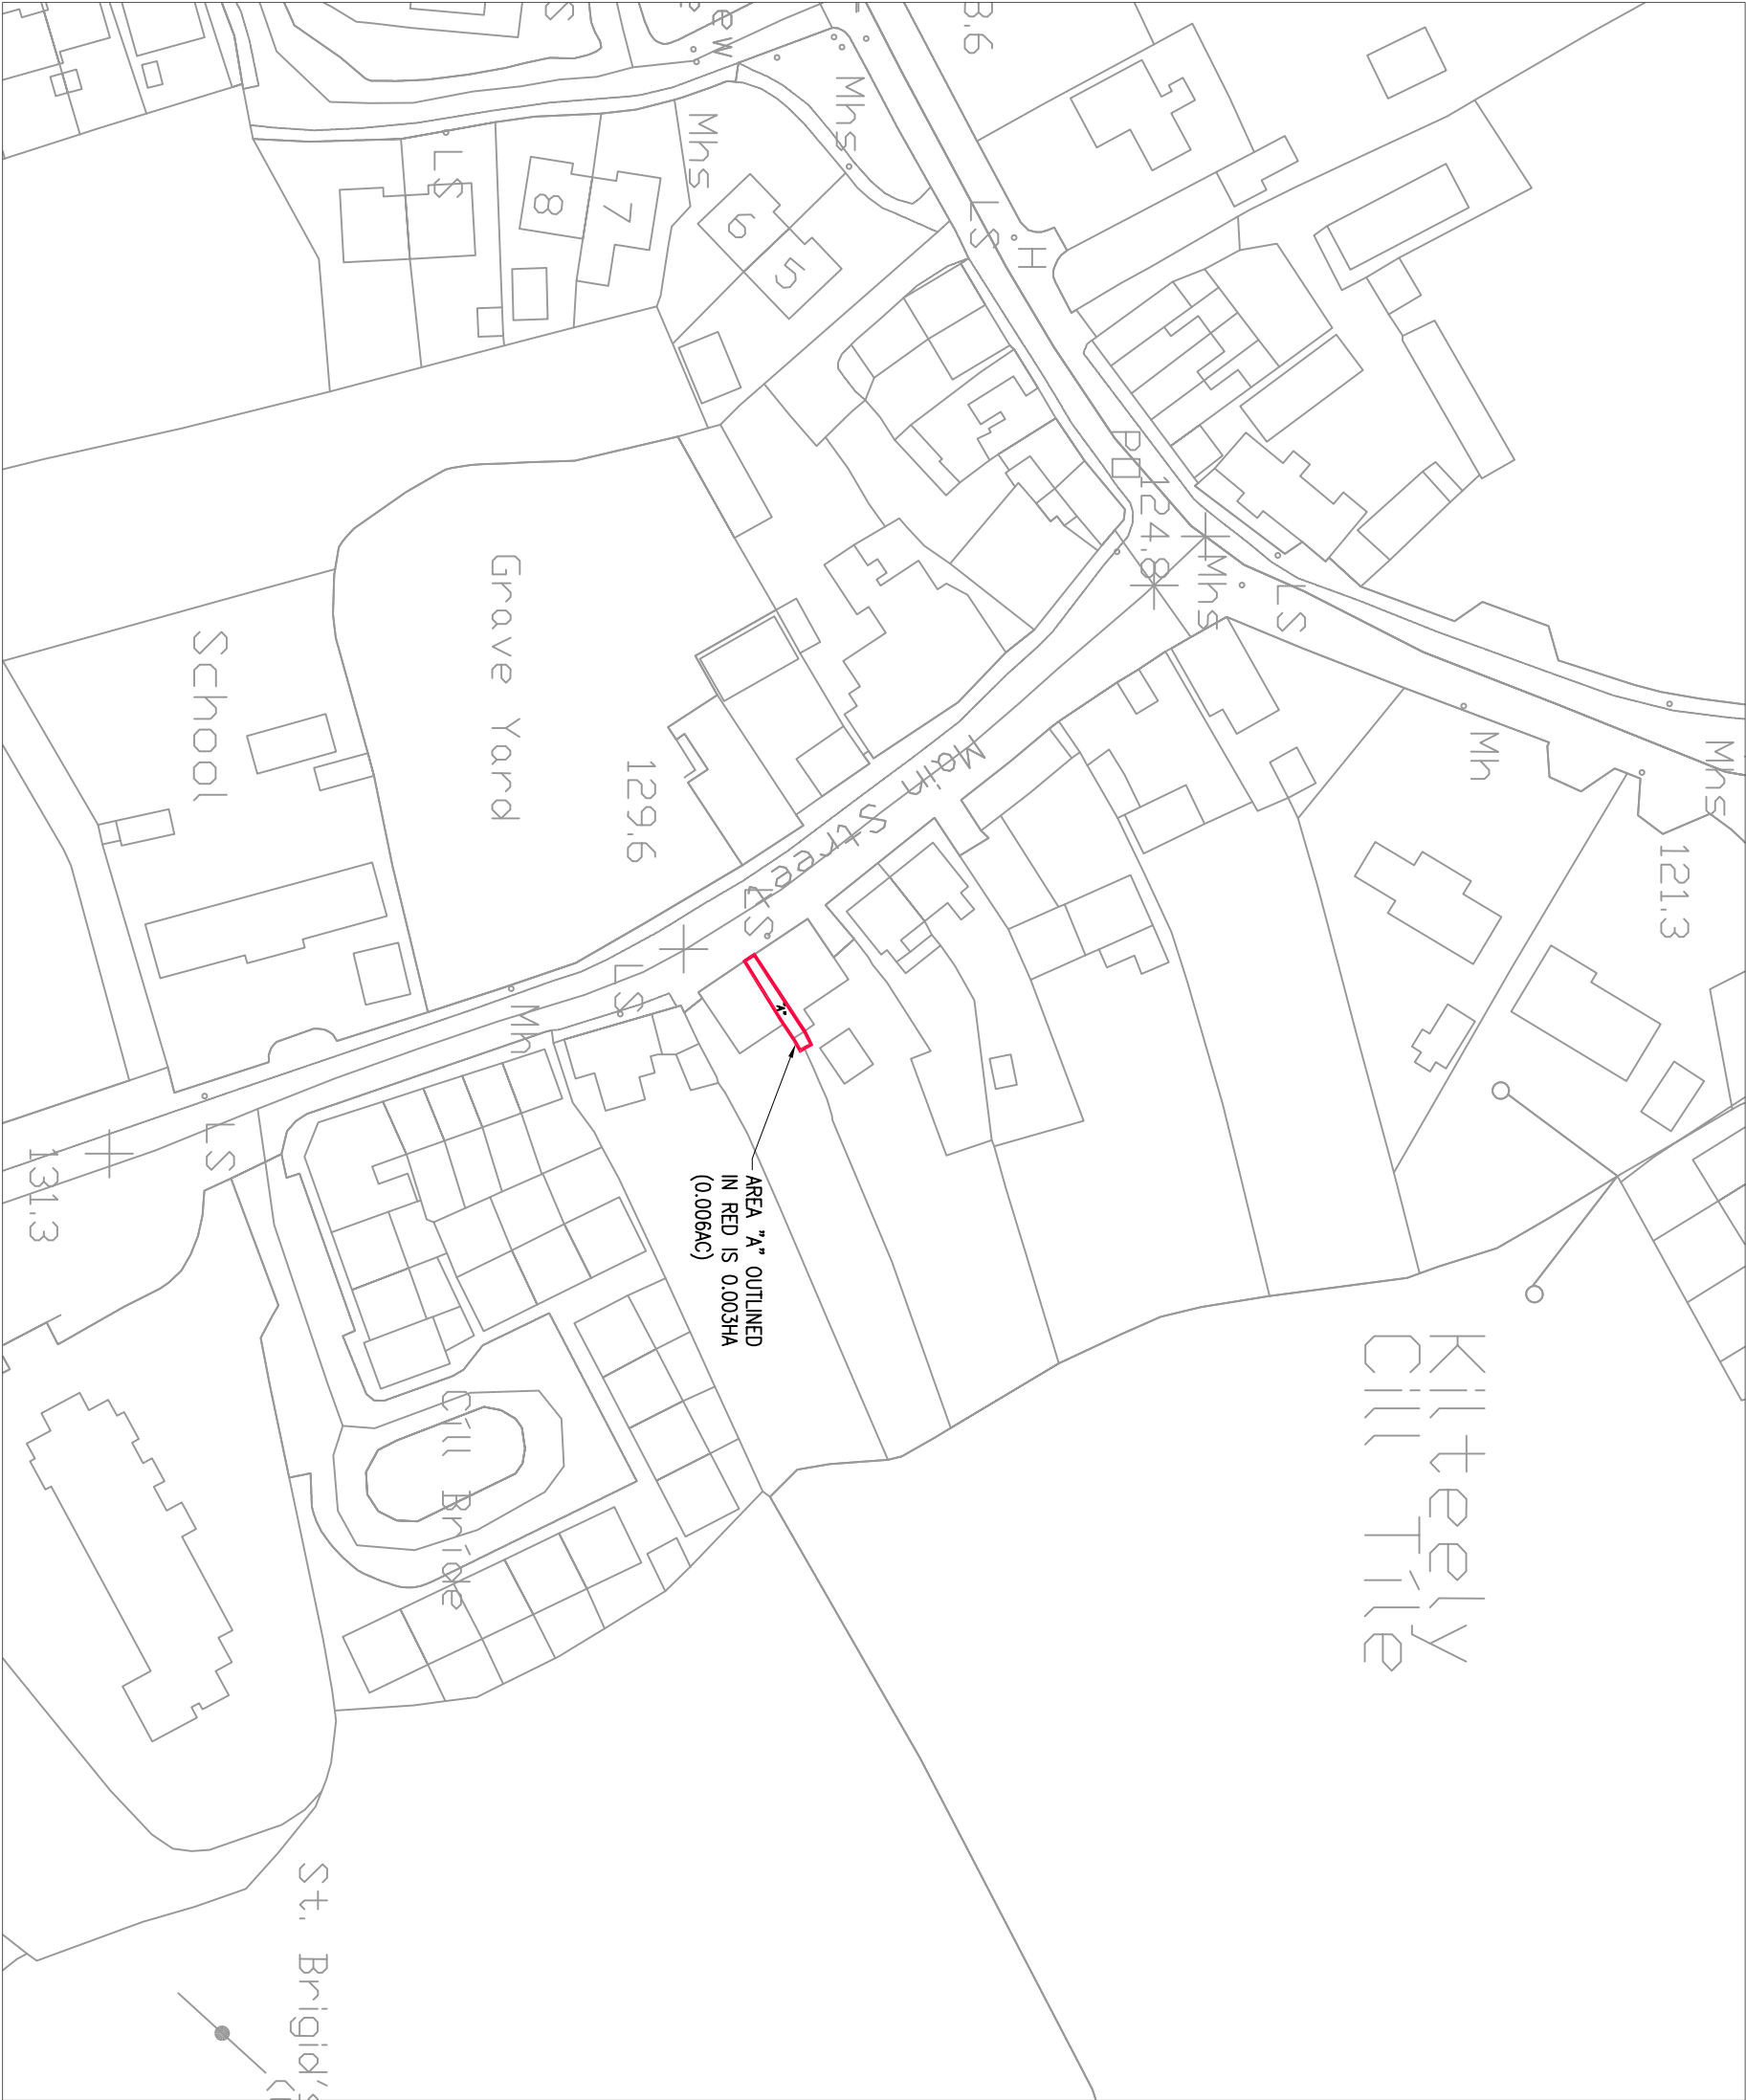 Kilteely
Cill Tíle
121.3
Mhs
Mh
LS
Mhs
124.8
PO
H
LS
Mhs
Mhs
LS
5
6
7
8
Main Street
LS
129.6
Grave Yard
School
LS
Mh
LS
131.3
"A"
AREA "A" OUTLINED
IN RED IS 0.003HA
(0.006AC)
Cill Bríde
St. Brigid's